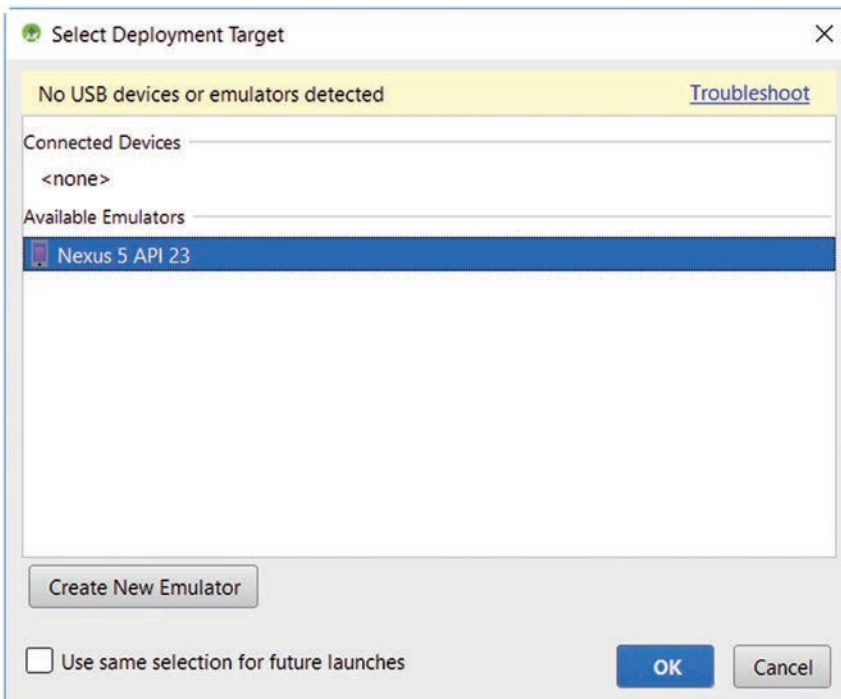 Select Deployment Target
No USB devices or emulators detected Troubleshoot
Connected Devices
<none>
Available Emulators
Nexus 5 API 23
Create New Emulator
Use same selection for future launches
OK Cancel